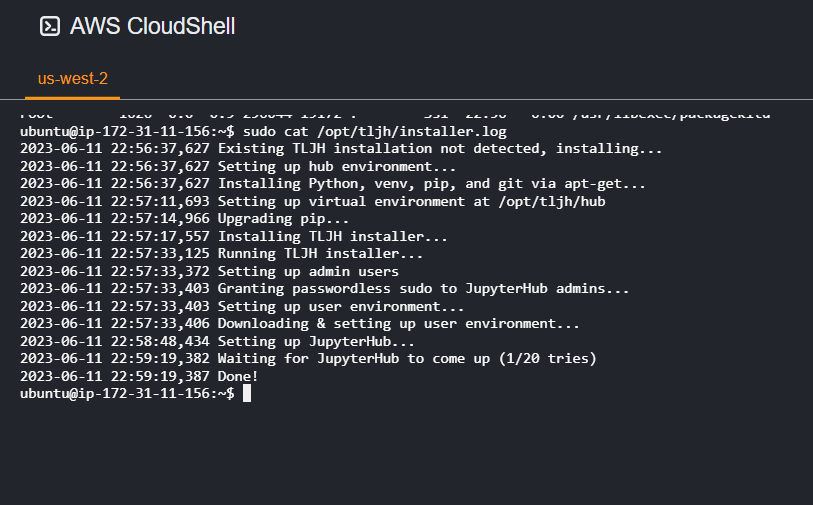 AWS CloudShell
us-west-2
ubuntu@ip-172-31-11-156:~$ sudo cat /opt/tljh/installer.log
2023-06-11 22:56:37,627 Existing TLJH installation not detected, installing...
2023-06-11 22:56:37,627 Setting up hub environment...
2023-06-11 22:56:37,627 Installing Python, venv, pip, and git via apt-get...
2023-06-11 22:57:11,693 Setting up virtual environment at /opt/tljh/hub
2023-06-11 22:57:14,966 Upgrading pip...
2023-06-11 22:57:17,557 Installing TLJH installer...
2023-06-11 22:57:33,125 Running TLJH installer...
2023-06-11 22:57:33,372 Setting up admin users
2023-06-11 22:57:33,403 Granting passwordless sudo to JupyterHub admins...
2023-06-11 22:57:33,403 Setting up user environment...
2023-06-11 22:57:33,406 Downloading & setting up user environment...
2023-06-11 22:58:48,434 Setting up JupyterHub...
2023-06-11 22:59:19,382 Waiting for JupyterHub to come up (1/20 tries)
2023-06-11 22:59:19,387 Done!
ubuntu@ip-172-31-11-156:~$